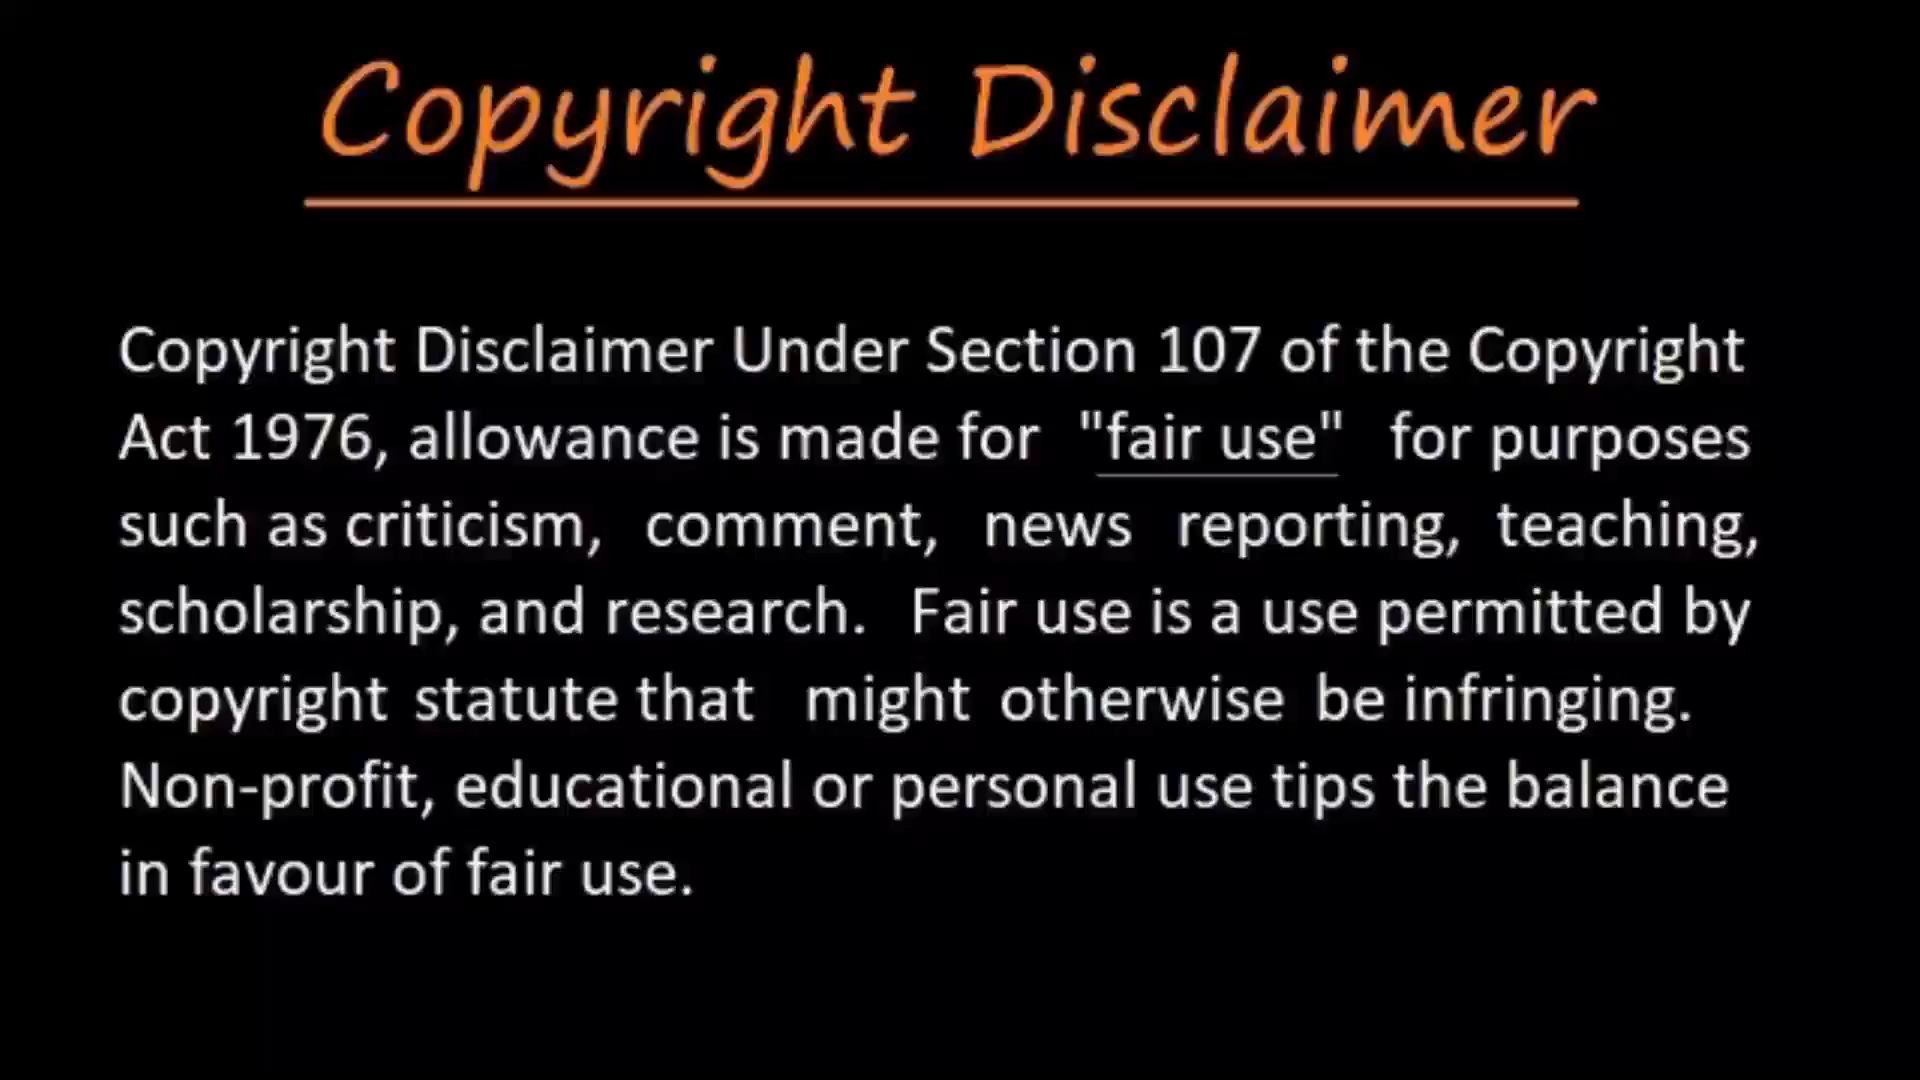 Copyright Disclaimer
Copyright Disclaimer Under Section 107 of the Copyright
Act 1976, allowance is made for "fair use" for purposes
such as criticism, comment, news reporting, teaching,
scholarship, and research. Fair use is a use permitted by
copyright statute that might otherwise be infringing.
Non-profit, educational or personal use tips the balance
in favour of fair use.